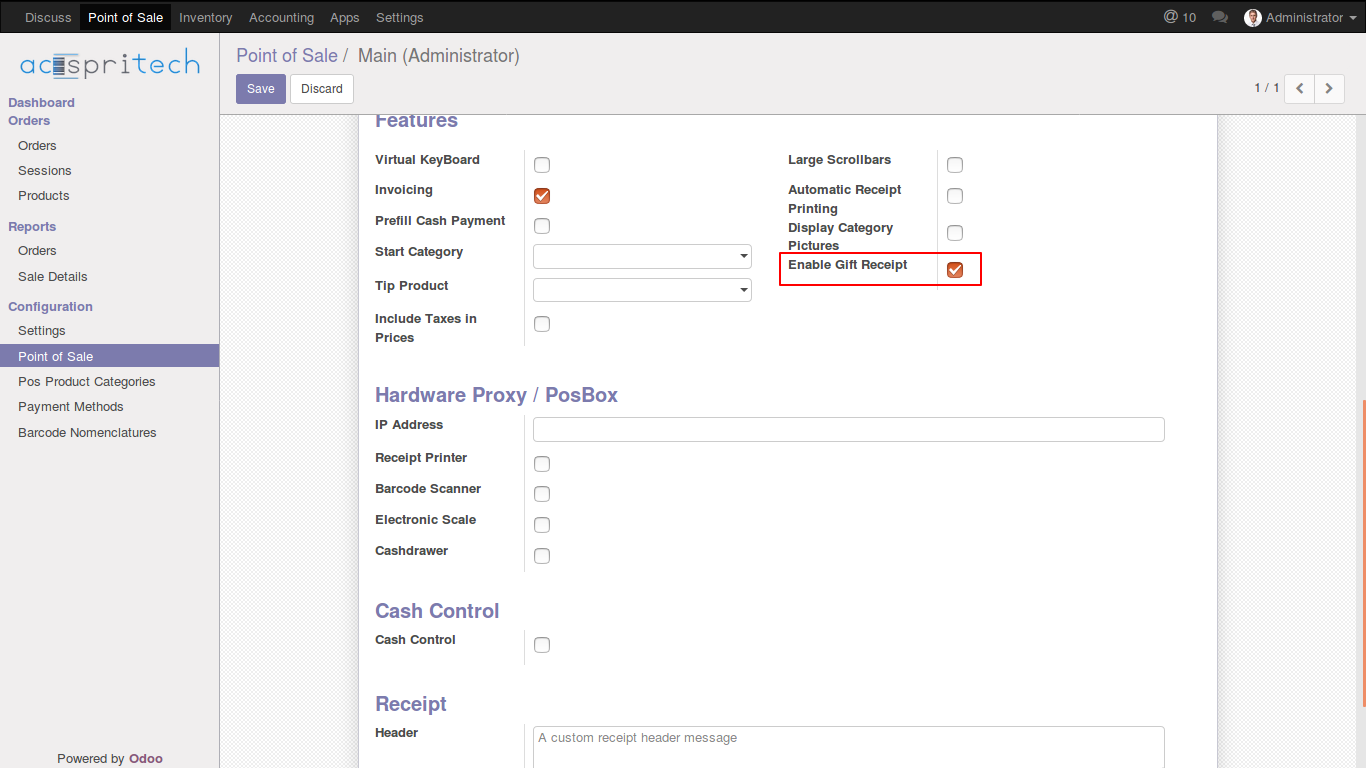 Discuss Point of Sale Inventory Accounting Apps Settings @ 10 Administrator
acespritech
Dashboard
Orders
Orders
Sessions
Products
Reports
Orders
Sale Details
Configuration
Settings
Point of Sale
Pos Product Categories
Payment Methods
Barcode Nomenclatures
Powered by Odoo
Point of Sale / Main (Administrator)
Save Discard 1 / 1
Features
Virtual KeyBoard
Invoicing
Prefill Cash Payment
Start Category
Tip Product
Include Taxes in
Prices
Large Scrollbars
Automatic Receipt
Printing
Display Category
Pictures
Enable Gift Receipt
Hardware Proxy / PosBox
IP Address
Receipt Printer
Barcode Scanner
Electronic Scale
Cashdrawer
Cash Control
Cash Control
Receipt
Header A custom receipt header message